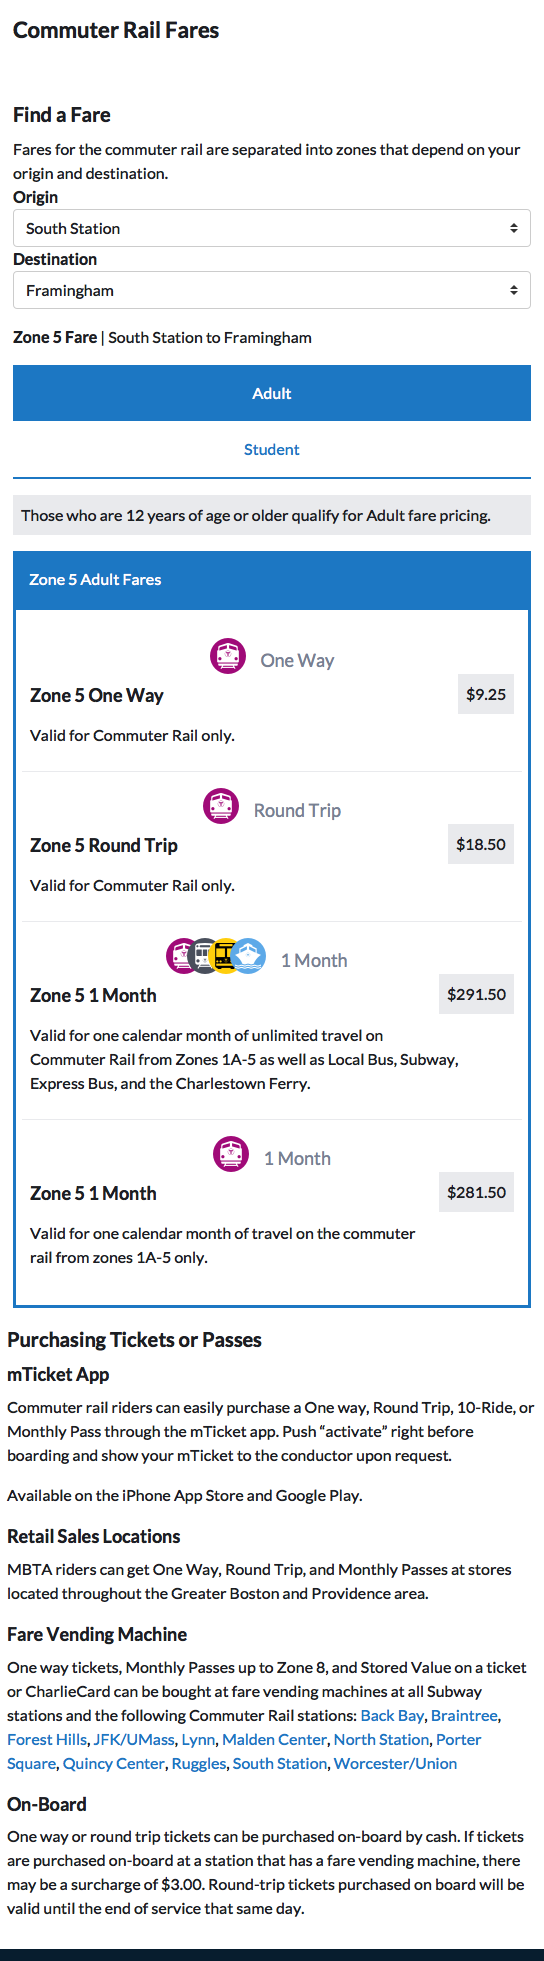 Commuter Rail Fares
Find a Fare
Fares for the commuter rail are separated into zones that depend on your
origin and destination.
Origin
South Station
Destination
Framingham
Zone 5 Fare | South Station to Framingham
Adult
Student
Those who are 12 years of age or older qualify for Adult fare pricing.
Zone 5 Adult Fares
One Way
Zone 5 One Way
$9.25
Valid for Commuter Rail only.
Round Trip
Zone 5 Round Trip
$18.50
Valid for Commuter Rail only.
1 Month
Zone 5 1 Month
$291.50
Valid for one calendar month of unlimited travel on
Commuter Rail from Zones 1A-5 as well as Local Bus, Subway,
Express Bus, and the Charlestown Ferry.
1 Month
Zone 5 1 Month
$281.50
Valid for one calendar month of travel on the commuter
rail from zones 1A-5 only.
Purchasing Tickets or Passes
mTicket App
Commuter rail riders can easily purchase a One way, Round Trip, 10-Ride, or
Monthly Pass through the mTicket app. Push “activate” right before
boarding and show your mTicket to the conductor upon request.
Available on the iPhone App Store and Google Play.
Retail Sales Locations
MBTA riders can get One Way, Round Trip, and Monthly Passes at stores
located throughout the Greater Boston and Providence area.
Fare Vending Machine
One way tickets, Monthly Passes up to Zone 8, and Stored Value on a ticket
or CharlieCard can be bought at fare vending machines at all Subway
stations and the following Commuter Rail stations: Back Bay, Braintree,
Forest Hills, JFK/UMass, Lynn, Malden Center, North Station, Porter
Square, Quincy Center, Ruggles, South Station, Worcester/Union
On-Board
One way or round trip tickets can be purchased on-board by cash. If tickets
are purchased on-board at a station that has a fare vending machine, there
may be a surcharge of $3.00. Round-trip tickets purchased on board will be
valid until the end of service that same day.